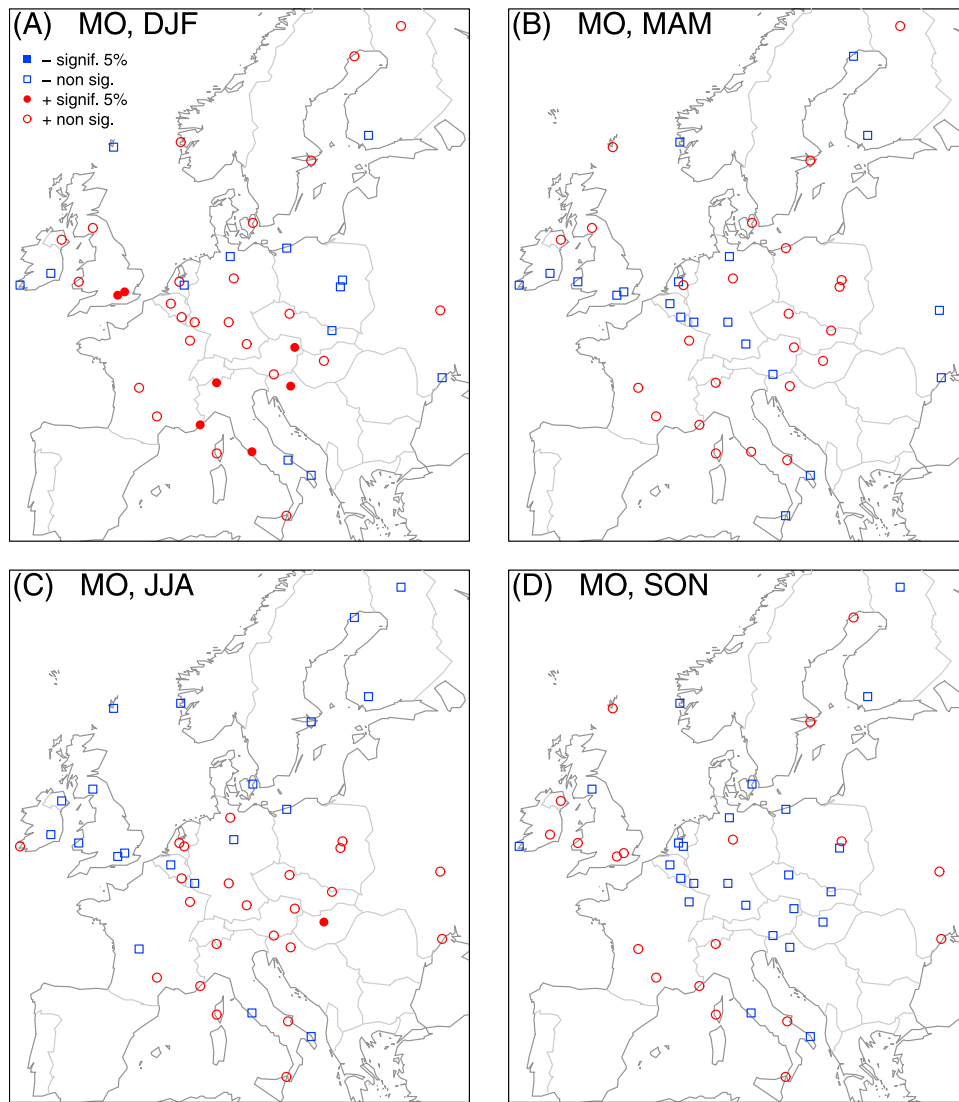 (A) MO, DJF
– signif. 5%
– non sig.
+ signif. 5%
+ non sig.
(B) MO, MAM
(C) MO, JJA
(D) MO, SON